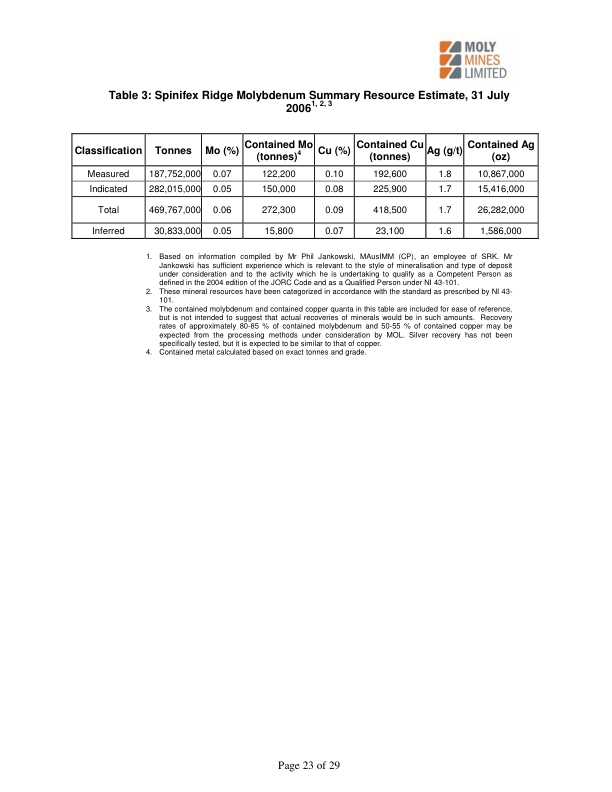 MOLY
MINES
LIMITED
Table 3: Spinifex Ridge Molybdenum Summary Resource Estimate, 31 July
20061, 2, 3
Classification Tonnes Mo (%) Contained Mo (tonnes)4 Cu (%) Contained Cu (tonnes) Ag (g/t) Contained Ag (oz)
Measured 187,752,000 0.07 122,200 0.10 192,600 1.8 10,867,000
Indicated 282,015,000 0.05 150,000 0.08 225,900 1.7 15,416,000
Total 469,767,000 0.06 272,300 0.09 418,500 1.7 26,282,000
Inferred 30,833,000 0.05 15,800 0.07 23,100 1.6 1,586,000
1. Based on information compiled by Mr Phil Jankowski, MAusIMM (CP), an employee of SRK. Mr
Jankowski has sufficient experience which is relevant to the style of mineralisation and type of deposit
under consideration and to the activity which he is undertaking to qualify as a Competent Person as
defined in the 2004 edition of the JORC Code and as a Qualified Person under NI 43-101.
2. These mineral resources have been categorized in accordance with the standard as prescribed by NI 43-
101.
3. The contained molybdenum and contained copper quanta in this table are included for ease of reference,
but is not intended to suggest that actual recoveries of minerals would be in such amounts. Recovery
rates of approximately 80-85 % of contained molybdenum and 50-55 % of contained copper may be
expected from the processing methods under consideration by MOL. Silver recovery has not been
specifically tested, but it is expected to be similar to that of copper.
4. Contained metal calculated based on exact tonnes and grade.
Page 23 of 29